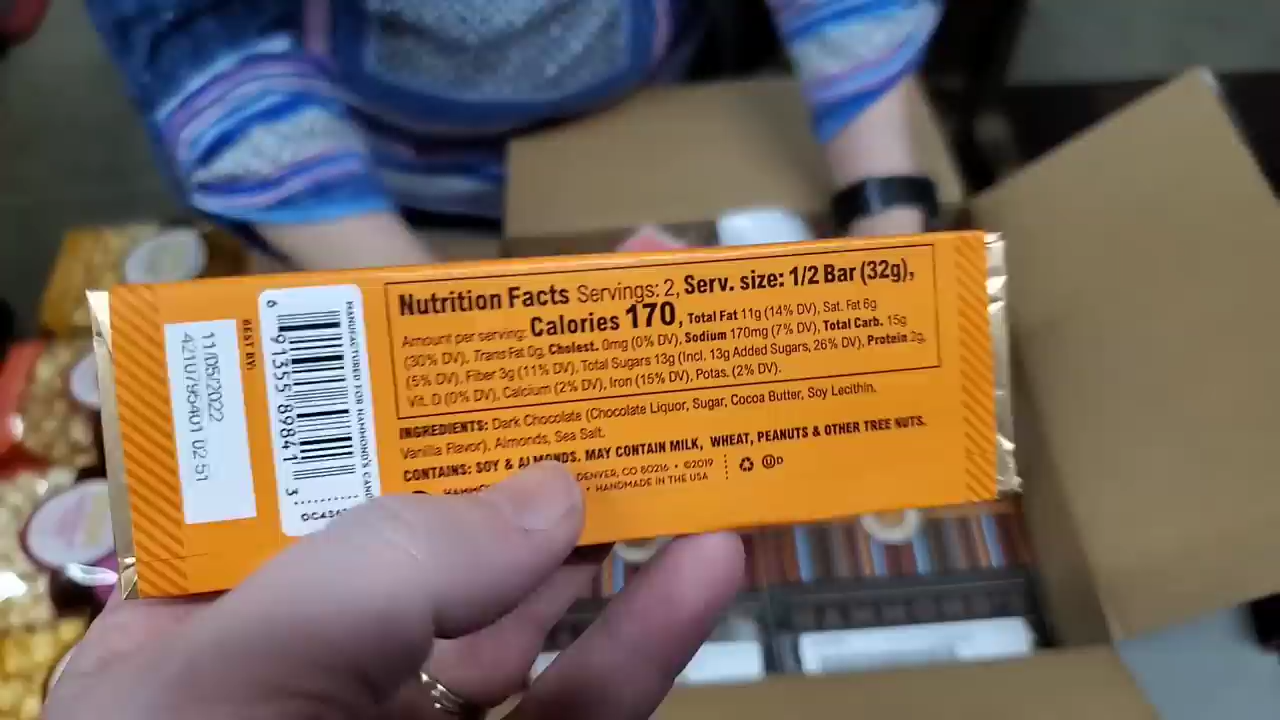 Nutrition Facts Servings: 2, Serv. size: 1/2 Bar (32g),
Amount per serving: Calories 170, Total Fat 11g (14% DV), Sat. Fat 6g
(30% DV), Trans Fat 0g, Cholest. 0mg (0% DV), Sodium 170mg (7% DV), Total Carb. 15g
(5% DV), Fiber 3g (11% DV), Total Sugars 13g (Incl. 13g Added Sugars, 26% DV), Protein 2g,
Vit. D (0% DV), Calcium (2% DV), Iron (15% DV), Potas. (2% DV).
INGREDIENTS: Dark Chocolate (Chocolate Liquor, Sugar, Cocoa Butter, Soy Lecithin,
Vanilla Flavor), Almonds, Sea Salt.
CONTAINS: SOY & ALMONDS. MAY CONTAIN MILK, WHEAT, PEANUTS & OTHER TREE NUTS.
DENVER, CO 80216 • ©2019
• HANDMADE IN THE USA
UD
MANUFACTURED FOR HAMMOND'S
6 91355 89841 3
BEST BY:
11/05/2022
4210795401 02 51